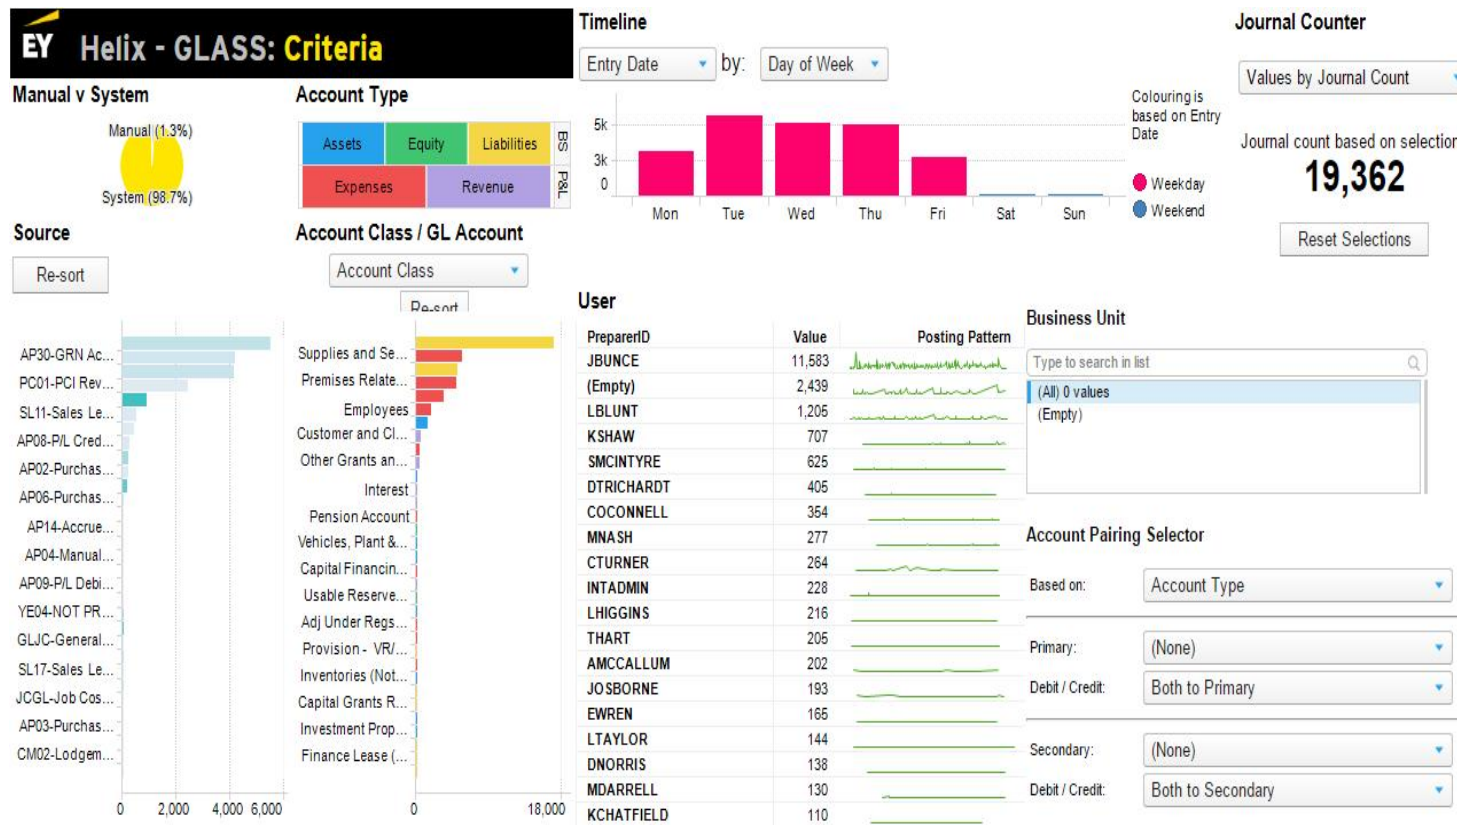 EY Helix - GLASS: Criteria
Manual v System
Manual (1.3%)
System (98.7%)
Account Type
Assets
Equity
Liabilities
BS
Expenses
Revenue
P&L
Timeline
Entry Date
by:
Day of Week
5k
3k
0
Mon
Tue
Wed
Thu
Fri
Sat
Sun
Colouring is
based on Entry
Date
Weekday
Weekend
Journal Counter
Values by Journal Count
Journal count based on selection
19,362
Reset Selections
Source
Re-sort
AP30-GRN Ac...
PC01-PCI Rev...
SL11-Sales Le...
AP08-P/L Cred...
AP02-Purchas...
AP06-Purchas...
AP14-Accrue...
AP04-Manual...
AP09-P/L Debi...
YE04-NOT PR...
GLJC-General...
SL17-Sales Le...
JCGL-Job Cos...
AP03-Purchas...
CM02-Lodgem...
0
2,000
4,000
6,000
Account Class / GL Account
Account Class
Re-sort
Supplies and Se...
Premises Relate...
Employees
Customer and Cl...
Other Grants an...
Interest
Pension Account
Vehicles, Plant &...
Capital Financin...
Usable Reserve...
Adj Under Regs...
Provision - VR/...
Inventories (Not...
Capital Grants R...
Investment Prop...
Finance Lease (...
0
18,000
User
PreparerID Value Posting Pattern
JBUNCE 11,583
(Empty) 2,439
LBLUNT 1,205
KSHAW 707
SMCINTYRE 625
DTRICHARDT 405
COCONNELL 354
MNASH 277
CTURNER 264
INTADMIN 228
LHIGGINS 216
THART 205
AMCCALLUM 202
JOSBORNE 193
EWREN 165
LTAYLOR 144
DNORRIS 138
MDARRELL 130
KCHATFIELD 110
Business Unit
Type to search in list
(All) 0 values
(Empty)
Account Pairing Selector
Based on: Account Type
Primary: (None)
Debit / Credit: Both to Primary
Secondary: (None)
Debit / Credit: Both to Secondary